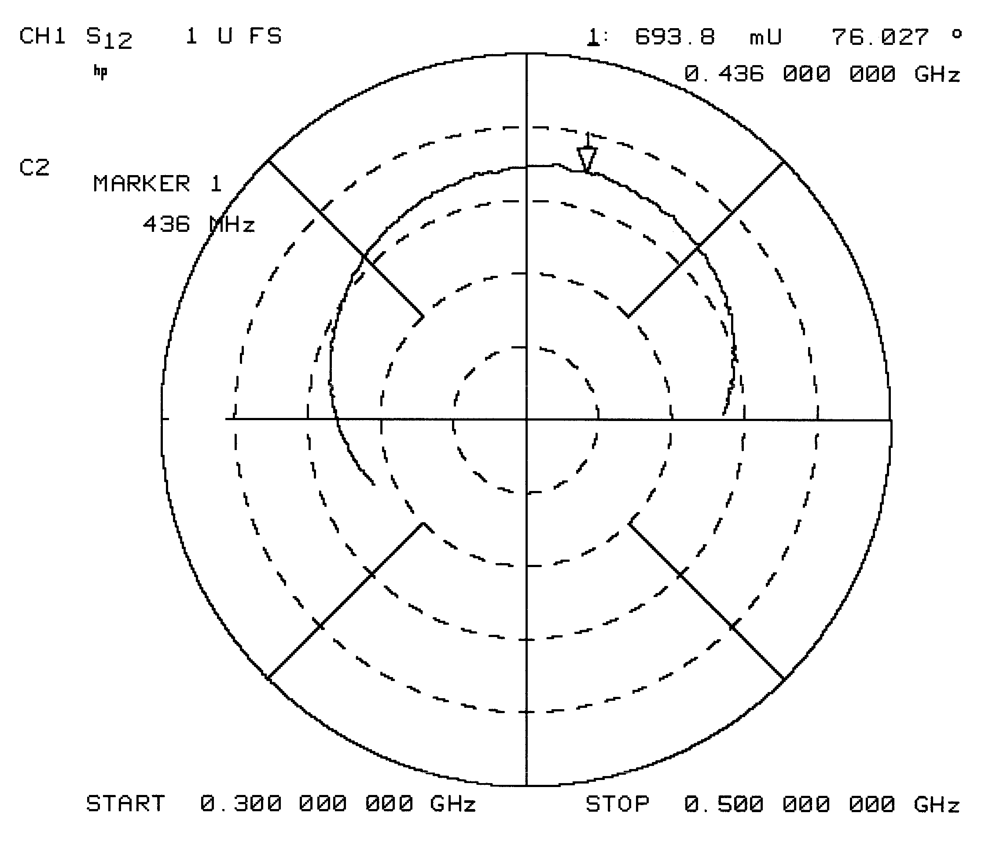 CH1 S12 1 U FS 1: 693.8 mU 76.027 °
hp 0.436 000 000 GHz
C2
MARKER 1
436 MHz
START 0.300 000 000 GHz STOP 0.500 000 000 GHz